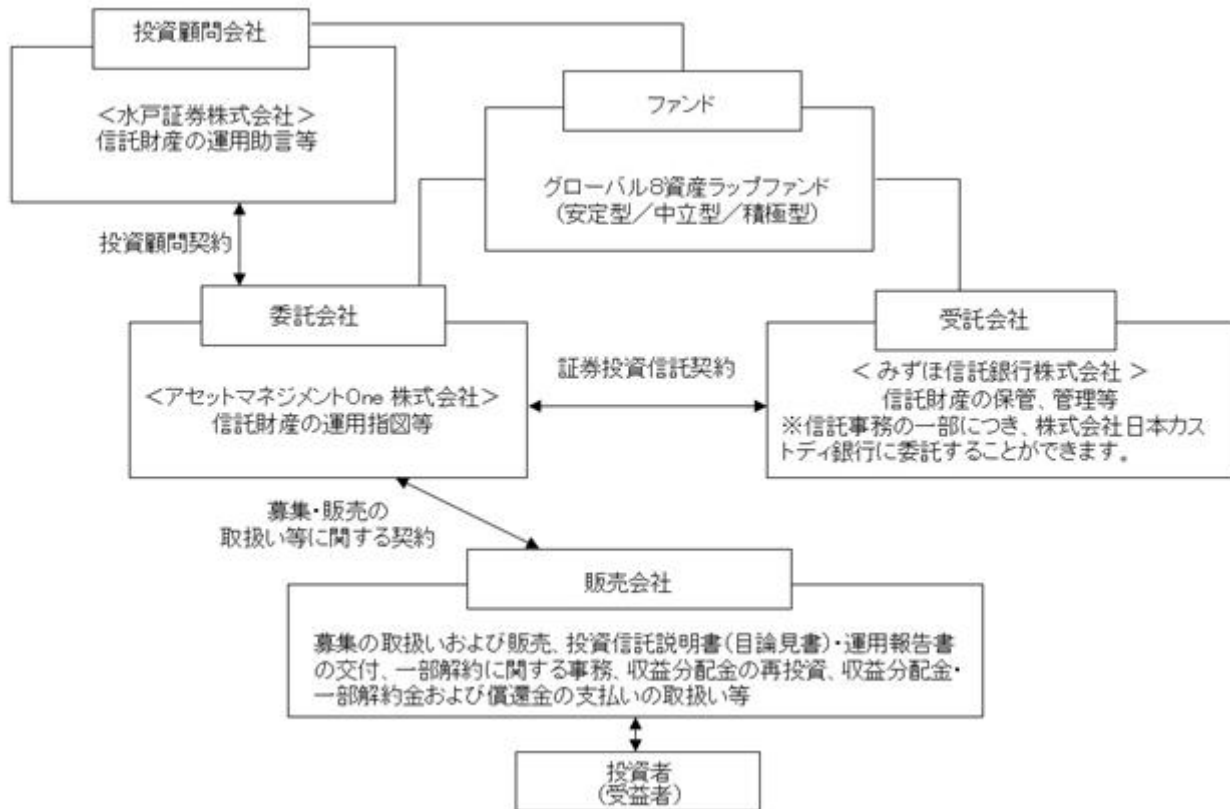 投資顧問会社
＜水戸証券株式会社＞
信託財産の運用助言等
ファンド
グローバル8資産ラップファンド
(安定型／中立型／積極型)
投資顧問契約
委託会社
＜アセットマネジメントOne 株式会社＞
信託財産の運用指図等
証券投資信託契約
受託会社
＜ みずほ信託銀行株式会社 ＞
信託財産の保管、管理等
※信託事務の一部につき、株式会社日本カス
トディ銀行に委託することができます。
募集・販売の
取扱い等に関する契約
販売会社
募集の取扱いおよび販売、投資信託説明書(目論見書)・運用報告書
の交付、一部解約に関する事務、収益分配金の再投資、収益分配金・
一部解約金および償還金の支払いの取扱い等
投資者
(受益者)